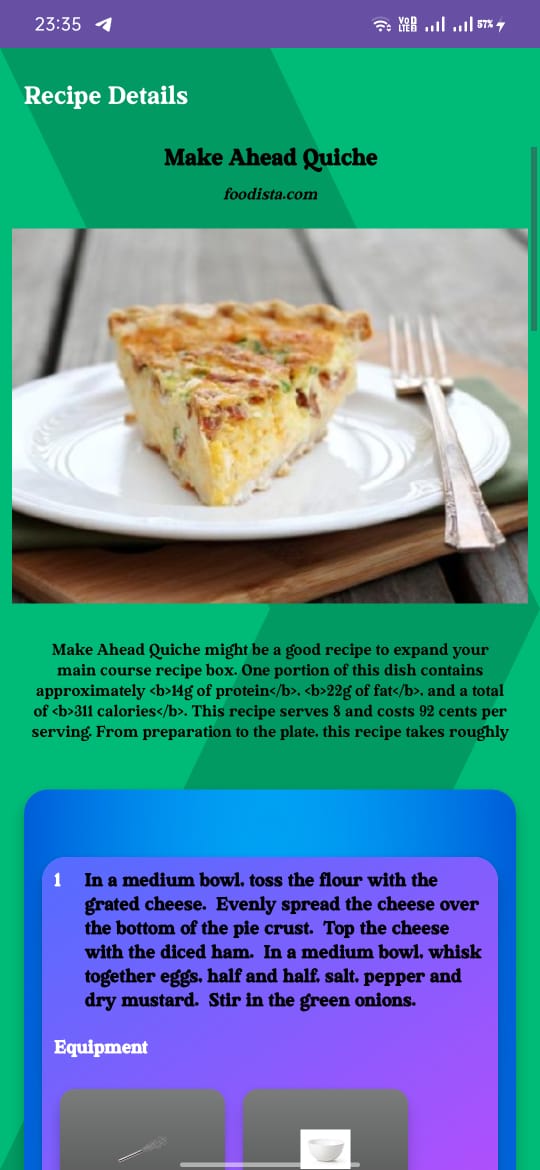 23:35
VoD
LTEB
57%
Recipe Details
Make Ahead Quiche
foodista.com
Make Ahead Quiche might be a good recipe to expand your
main course recipe box. One portion of this dish contains
approximately <b>14g of protein</b>, <b>22g of fat</b>, and a total
of <b>311 calories</b>. This recipe serves 8 and costs 92 cents per
serving. From preparation to the plate, this recipe takes roughly
1 In a medium bowl, toss the flour with the
grated cheese. Evenly spread the cheese over
the bottom of the pie crust. Top the cheese
with the diced ham. In a medium bowl, whisk
together eggs, half and half, salt, pepper and
dry mustard. Stir in the green onions.
Equipment